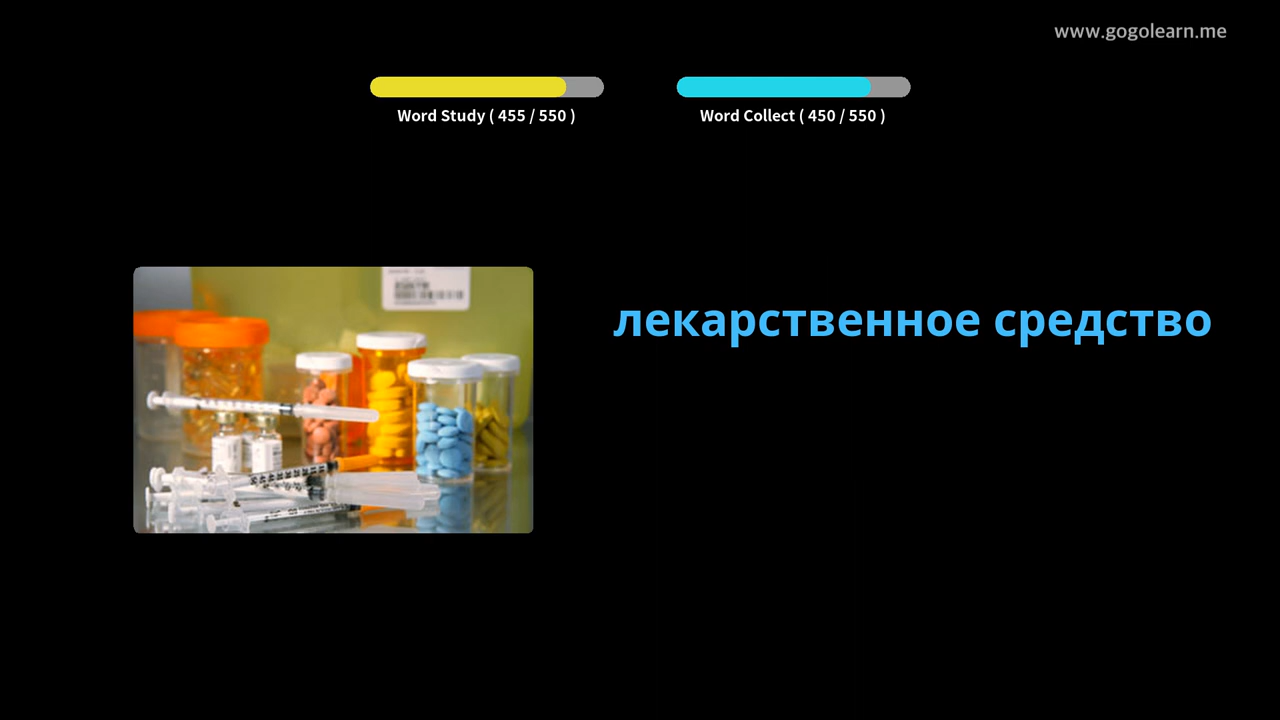 www.gogolearn.me
Word Study ( 455 / 550 )
Word Collect ( 450 / 550 )
лекарственное средство